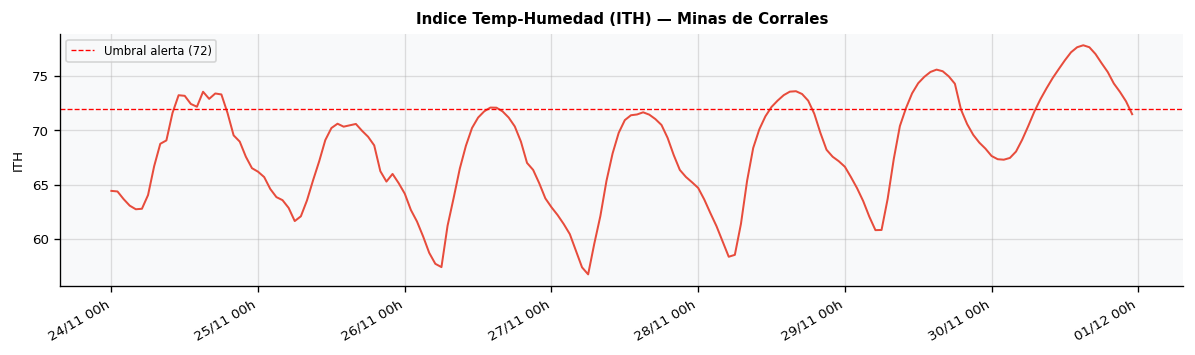 Indice Temp-Humedad (ITH) — Minas de Corrales
Umbral alerta (72)
ITH
75
70
65
60
24/11 00h
25/11 00h
26/11 00h
27/11 00h
28/11 00h
29/11 00h
30/11 00h
01/12 00h